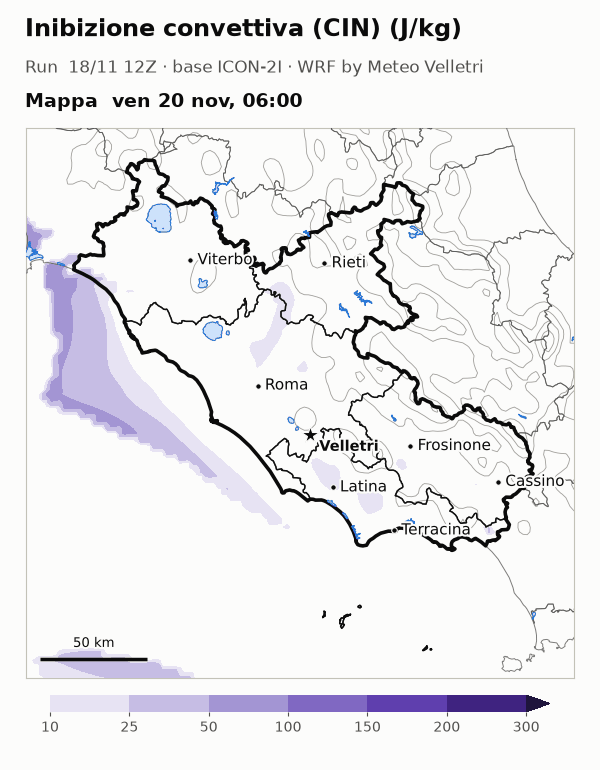 Inibizione convettiva (CIN) (J/kg)
Run  18/11 12Z · base ICON-2I · WRF by Meteo Velletri
Mappa  ven 20 nov, 06:00
Viterbo
Rieti
Roma
Velletri
Frosinone
Cassino
Latina
Terracina
50 km
10 25 50 100 150 200 300